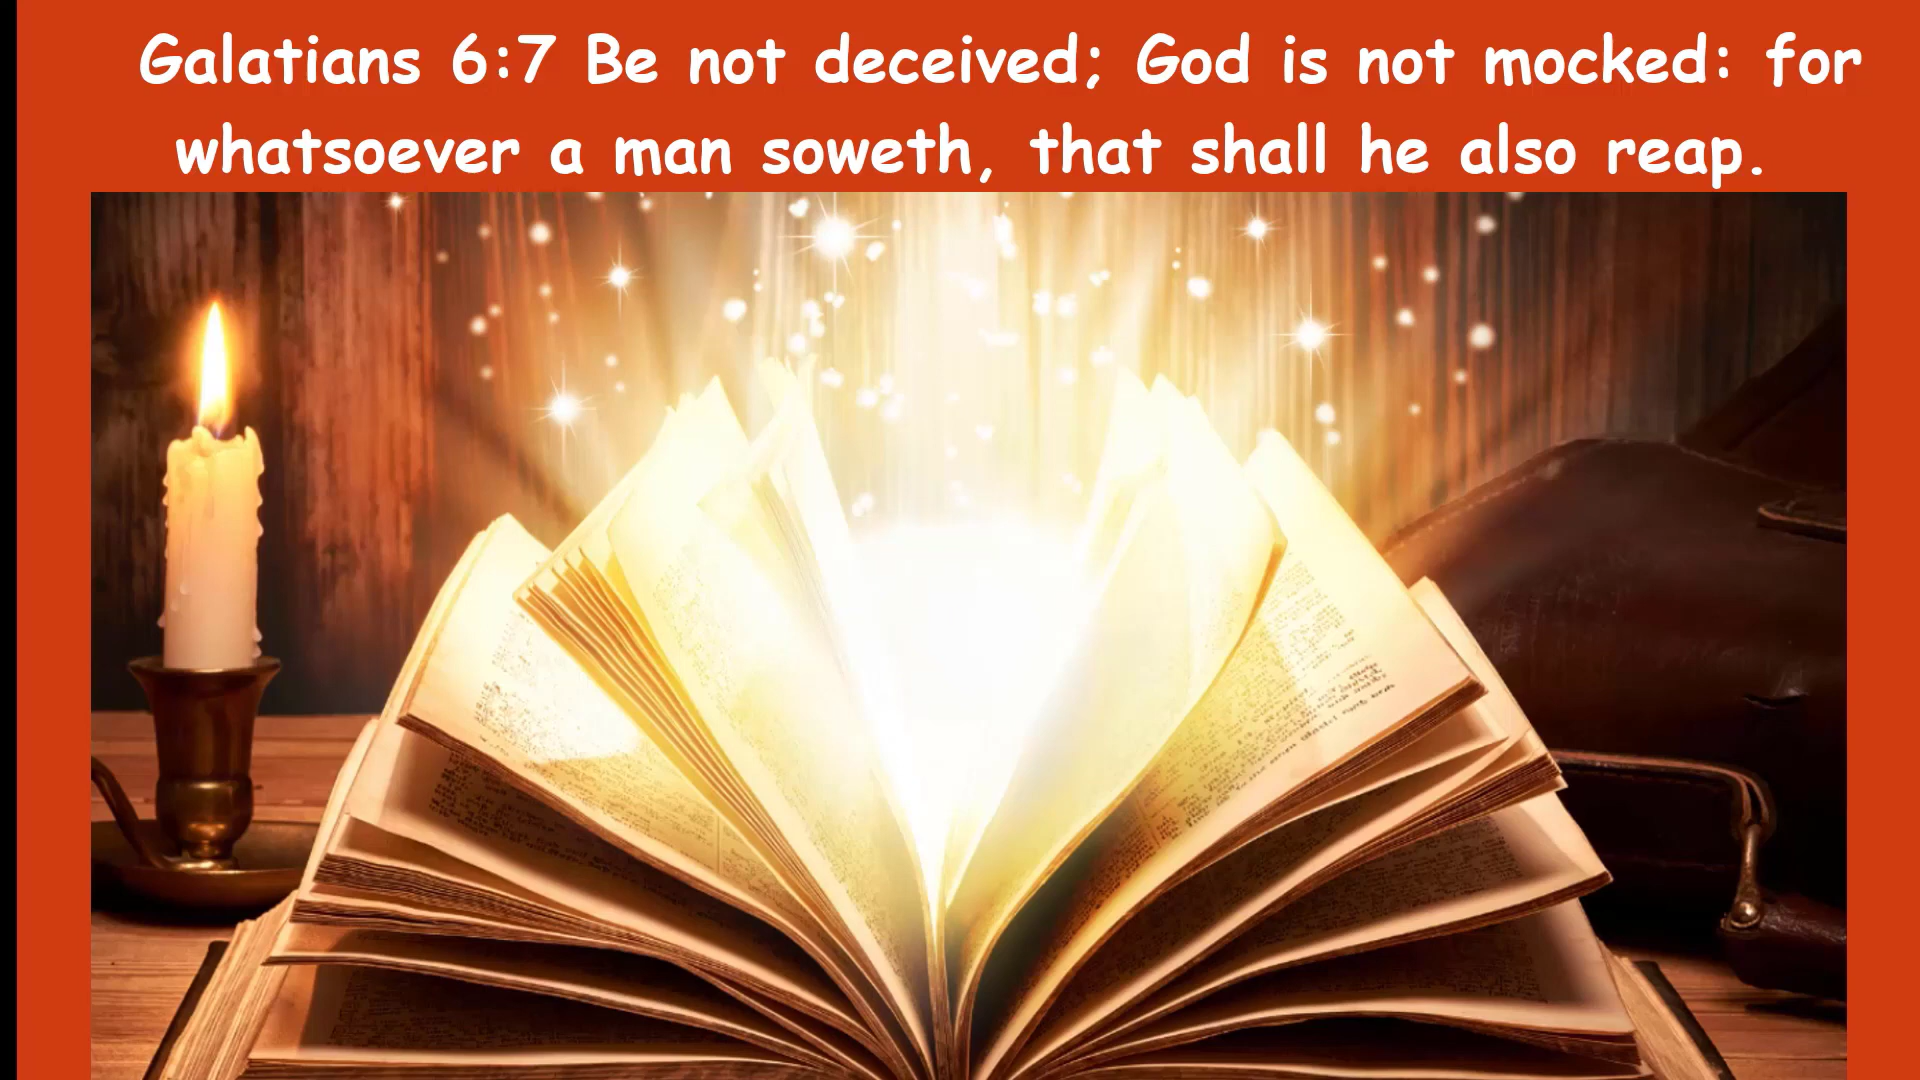 Galatians 6:7 Be not deceived; God is not mocked: for
whatsoever a man soweth, that shall he also reap.